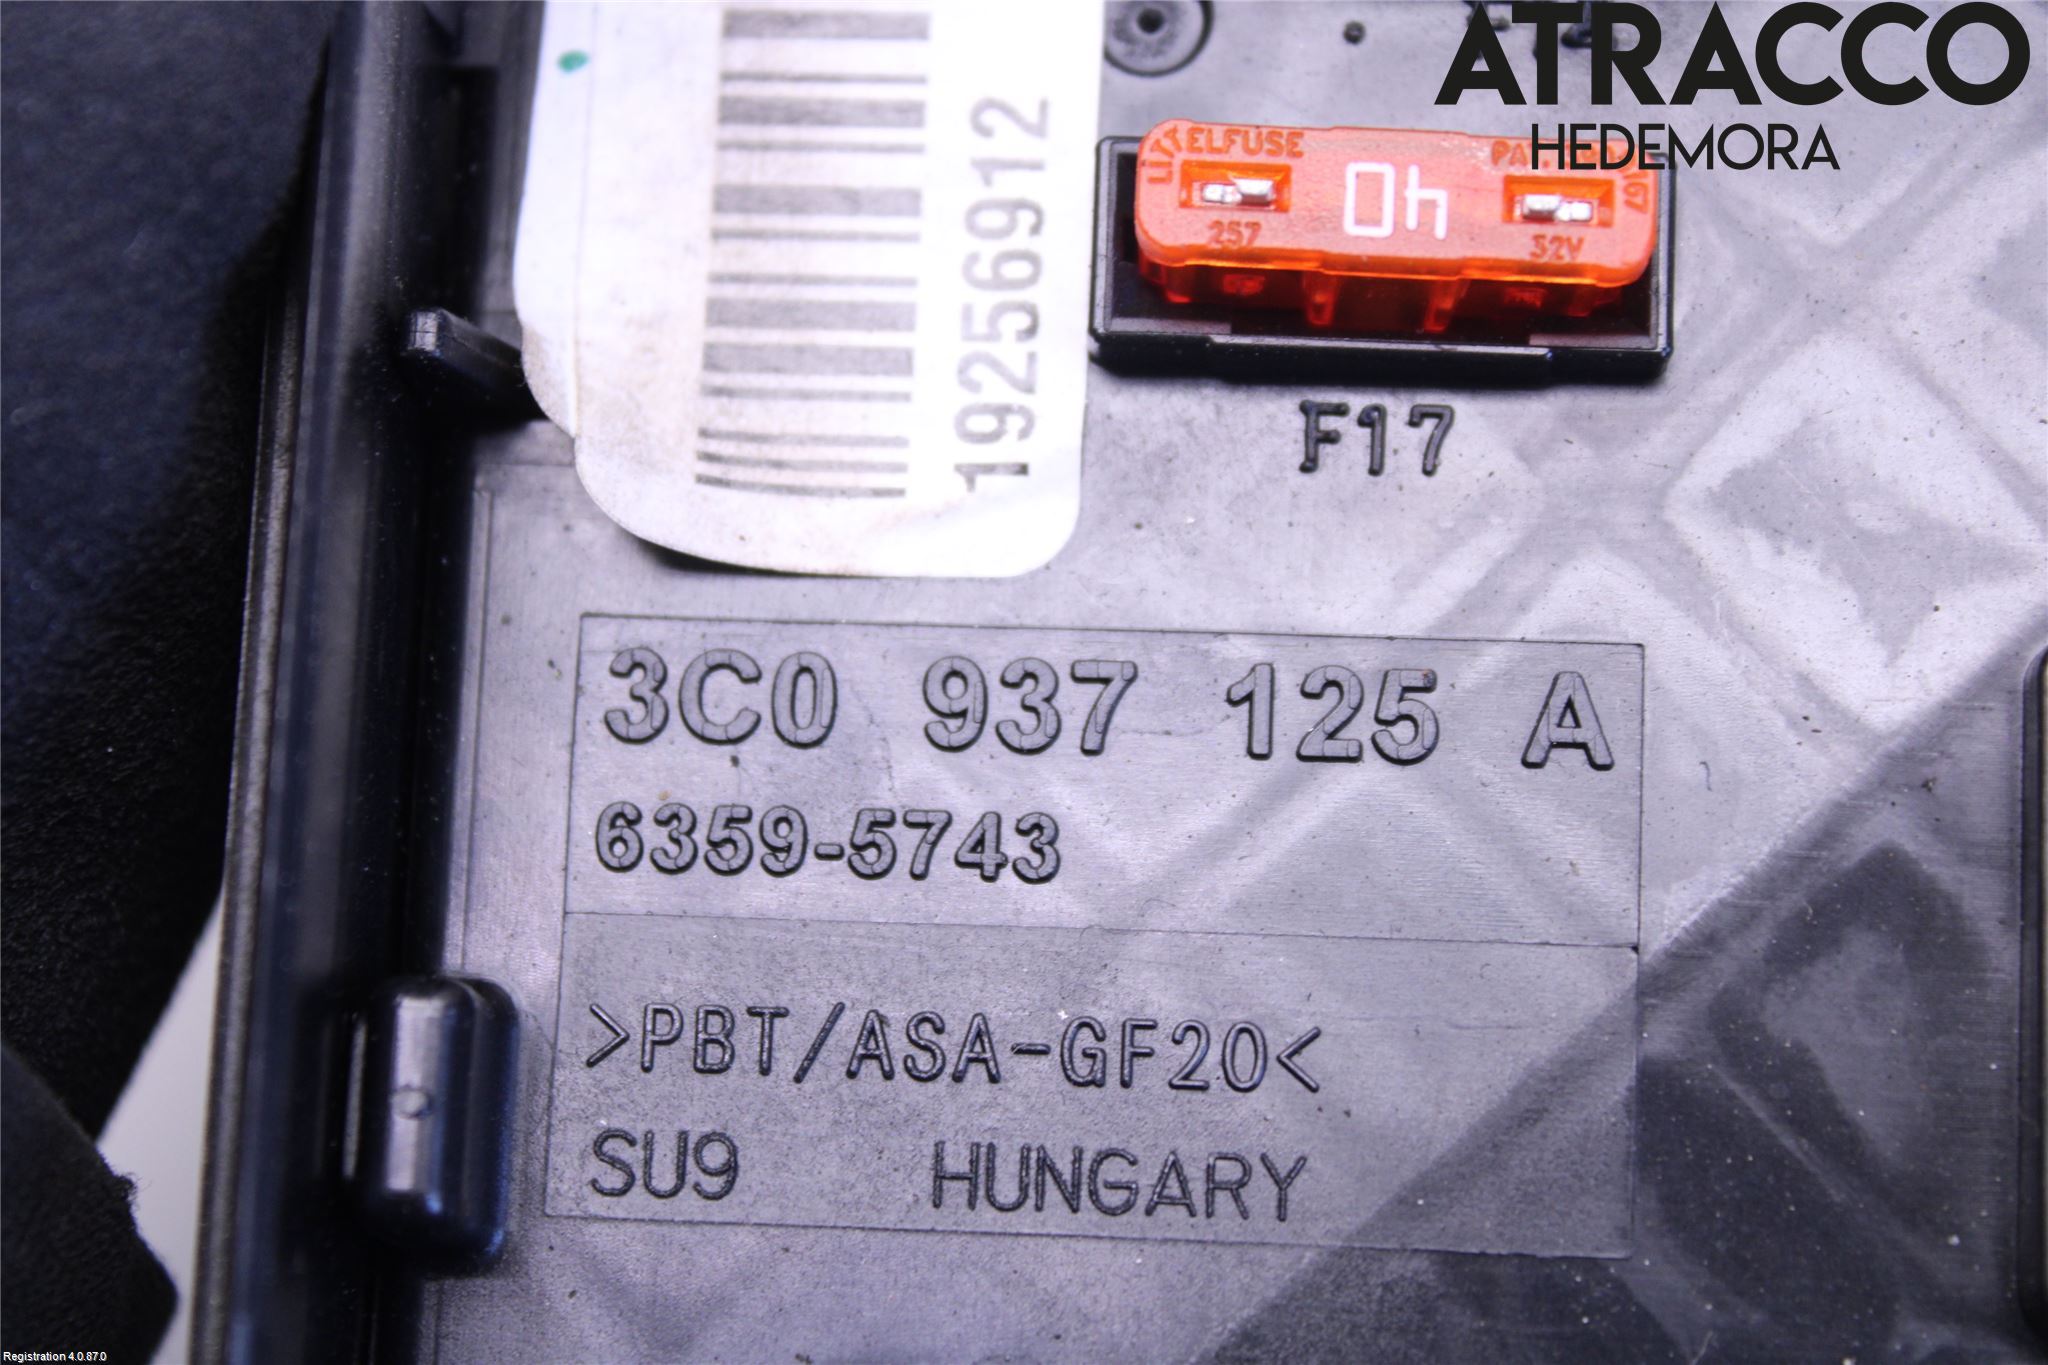 ATRACCO
HEDEMORA
19256912
LITTELFUSE
40
257
32V
F17
3C0 937 125 A
6359-5743
>PBT/ASA-GF20<
SU9 HUNGARY
Registration 4.0.87.0